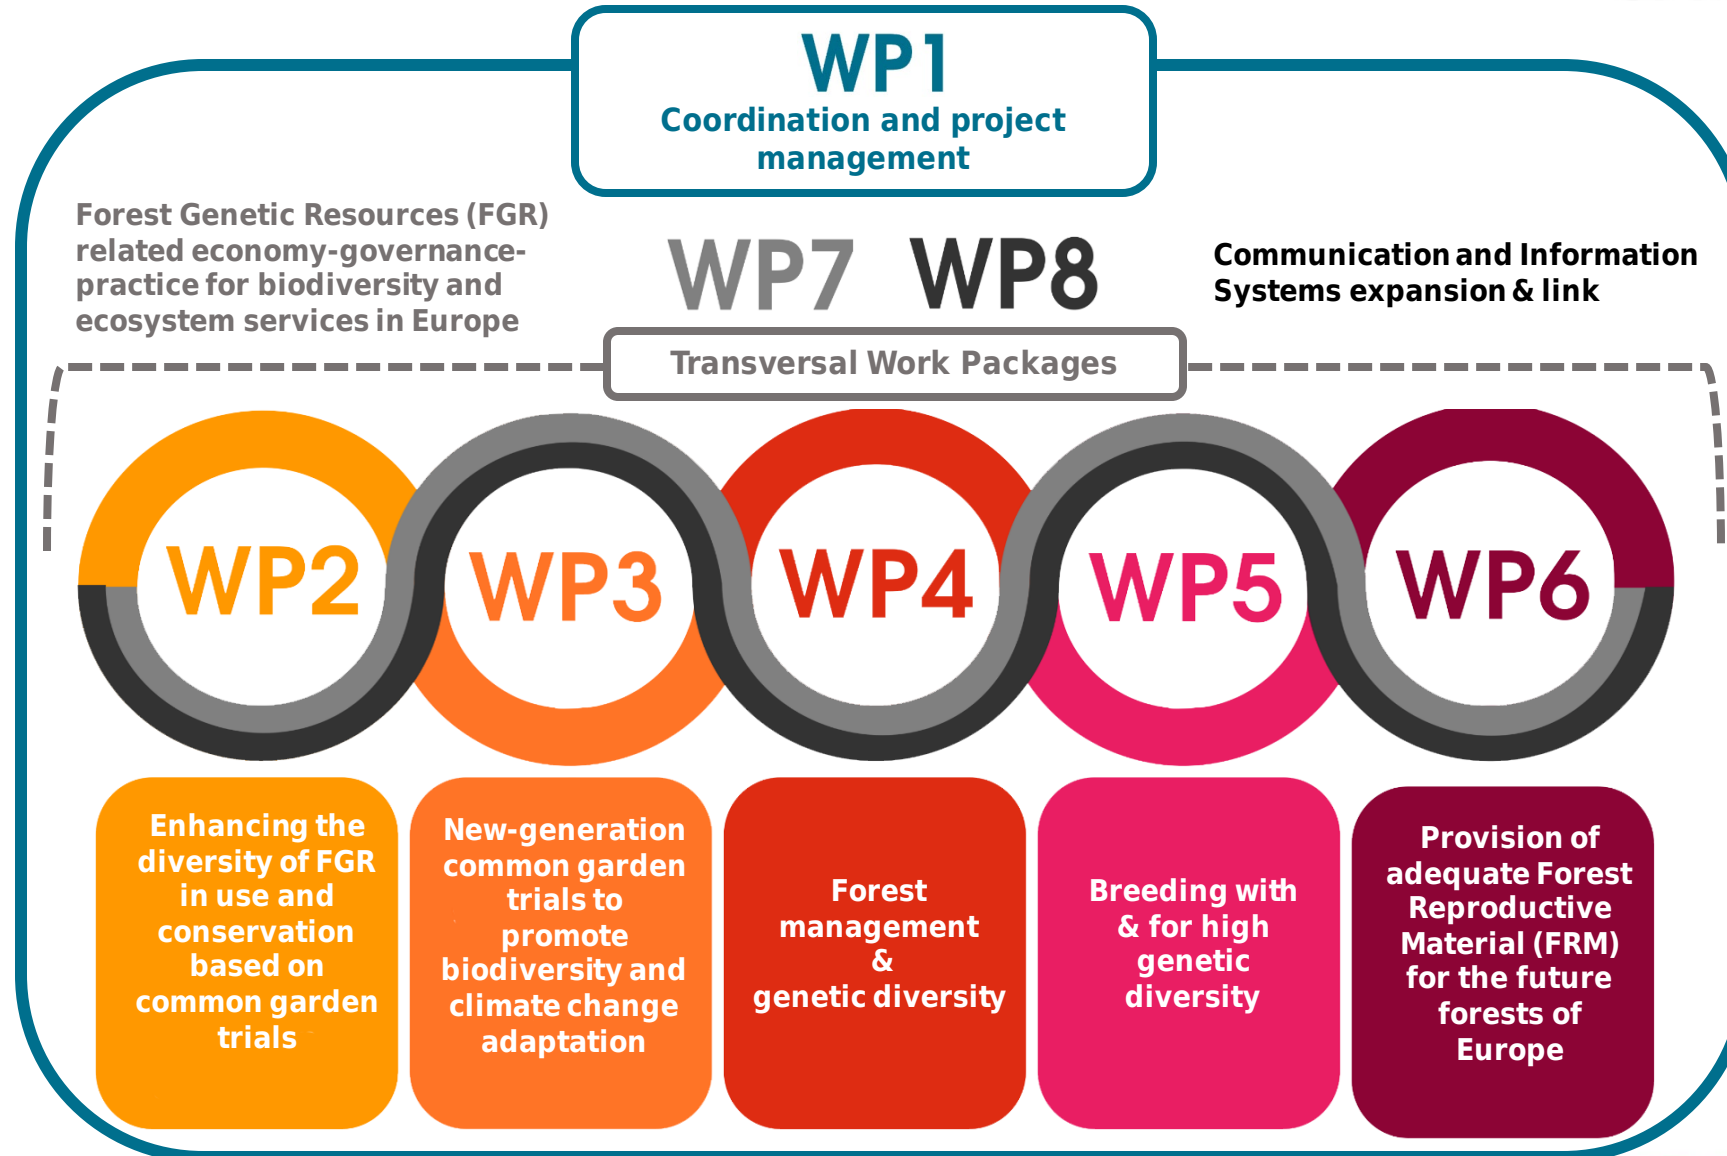 WP1
Coordination and project
management
Forest Genetic Resources (FGR)
related economy-governance-
practice for biodiversity and
ecosystem services in Europe
WP7 WP8
Communication and Information
Systems expansion & link
Transversal Work Packages
WP2
WP3
WP4
WP5
WP6
Enhancing the
diversity of FGR
in use and
conservation
based on
common garden
trials
New-generation
common garden
trials to
promote
biodiversity and
climate change
adaptation
Forest
management
&
genetic diversity
Breeding with
& for high
genetic
diversity
Provision of
adequate Forest
Reproductive
Material (FRM)
for the future
forests of
Europe